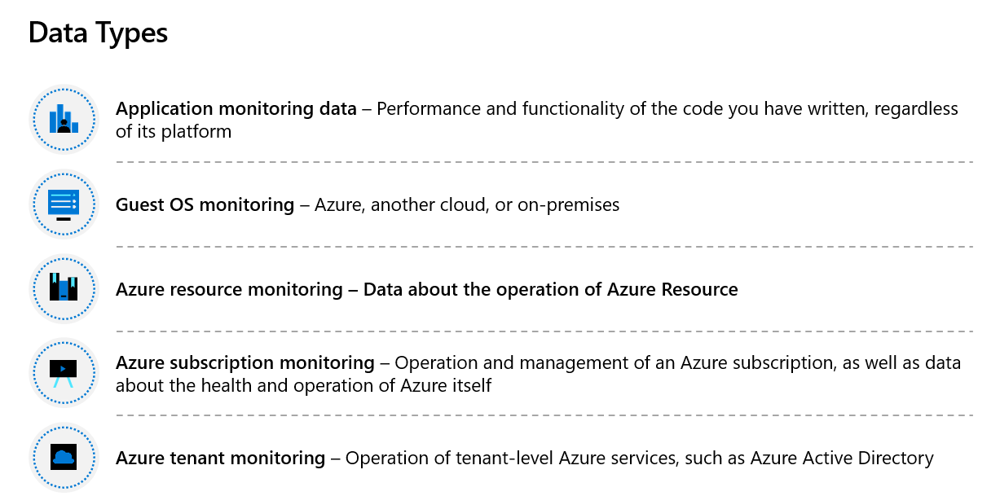 Data Types
Application monitoring data – Performance and functionality of the code you have written, regardless
of its platform
Guest OS monitoring – Azure, another cloud, or on-premises
Azure resource monitoring – Data about the operation of Azure Resource
Azure subscription monitoring – Operation and management of an Azure subscription, as well as data
about the health and operation of Azure itself
Azure tenant monitoring – Operation of tenant-level Azure services, such as Azure Active Directory